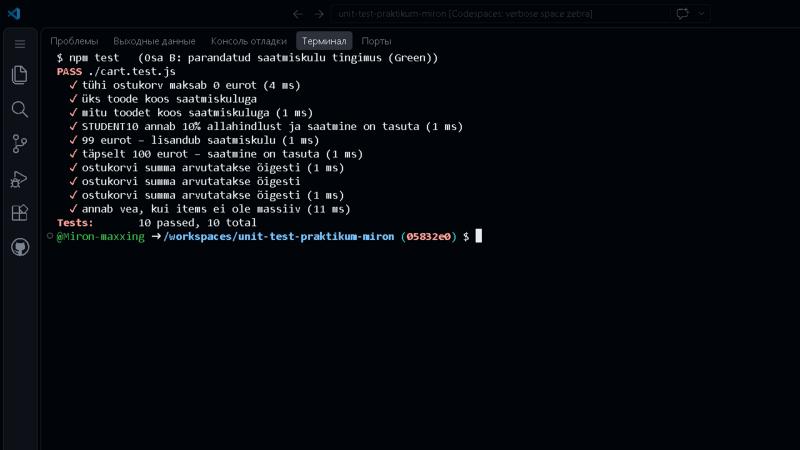 unit-test-praktikum-miron [Codespaces: verbose space zebra]
Проблемы Выходные данные Консоль отладки Терминал Порты
$ npm test (Osa B: parandatud saatmiskulu tingimus (Green))
PASS ./cart.test.js
✓ tühi ostukorv maksab 0 eurot (4 ms)
✓ üks toode koos saatmiskuluga
✓ mitu toodet koos saatmiskuluga (1 ms)
✓ STUDENT10 annab 10% allahindlust ja saatmine on tasuta (1 ms)
✓ 99 eurot – lisandub saatmiskulu (1 ms)
✓ täpselt 100 eurot – saatmine on tasuta (1 ms)
✓ ostukorvi summa arvutatakse õigesti (1 ms)
✓ ostukorvi summa arvutatakse õigesti
✓ ostukorvi summa arvutatakse õigesti (1 ms)
✓ annab vea, kui items ei ole massiiv (11 ms)
Tests: 10 passed, 10 total
@Miron-maxxing ➜/workspaces/unit-test-praktikum-miron (05832e0) $